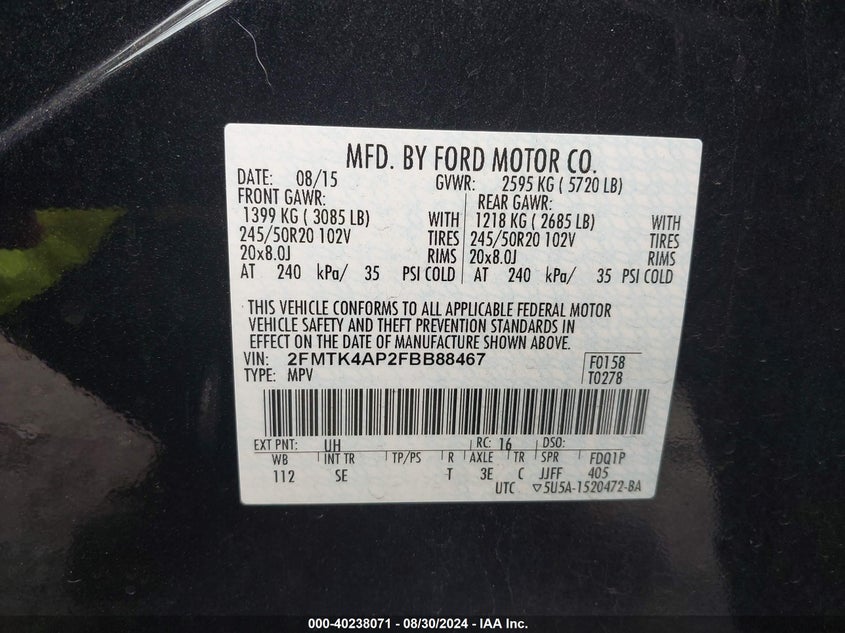 MFD. BY FORD MOTOR CO.
DATE: 08/15 GVWR: 2595 KG ( 5720 LB)
FRONT GAWR: REAR GAWR:
1399 KG ( 3085 LB) WITH 1218 KG ( 2685 LB) WITH
245/50R20 102V TIRES 245/50R20 102V TIRES
20x8.0J RIMS 20x8.0J RIMS
AT 240 kPa/ 35 PSI COLD AT 240 kPa/ 35 PSI COLD
THIS VEHICLE CONFORMS TO ALL APPLICABLE FEDERAL MOTOR
VEHICLE SAFETY AND THEFT PREVENTION STANDARDS IN
EFFECT ON THE DATE OF MANUFACTURE SHOWN ABOVE.
VIN: 2FMTK4AP2FBB88467 F0158
TYPE: MPV T0278
EXT PNT: UH RC: 16 DSO:
WB INT TR TP/PS R AXLE TR SPR FDQ1P
112 SE T 3E C JJFF 405
UTC ▽5U5A-1520472-BA
000-40238071 - 08/30/2024 - IAA Inc.